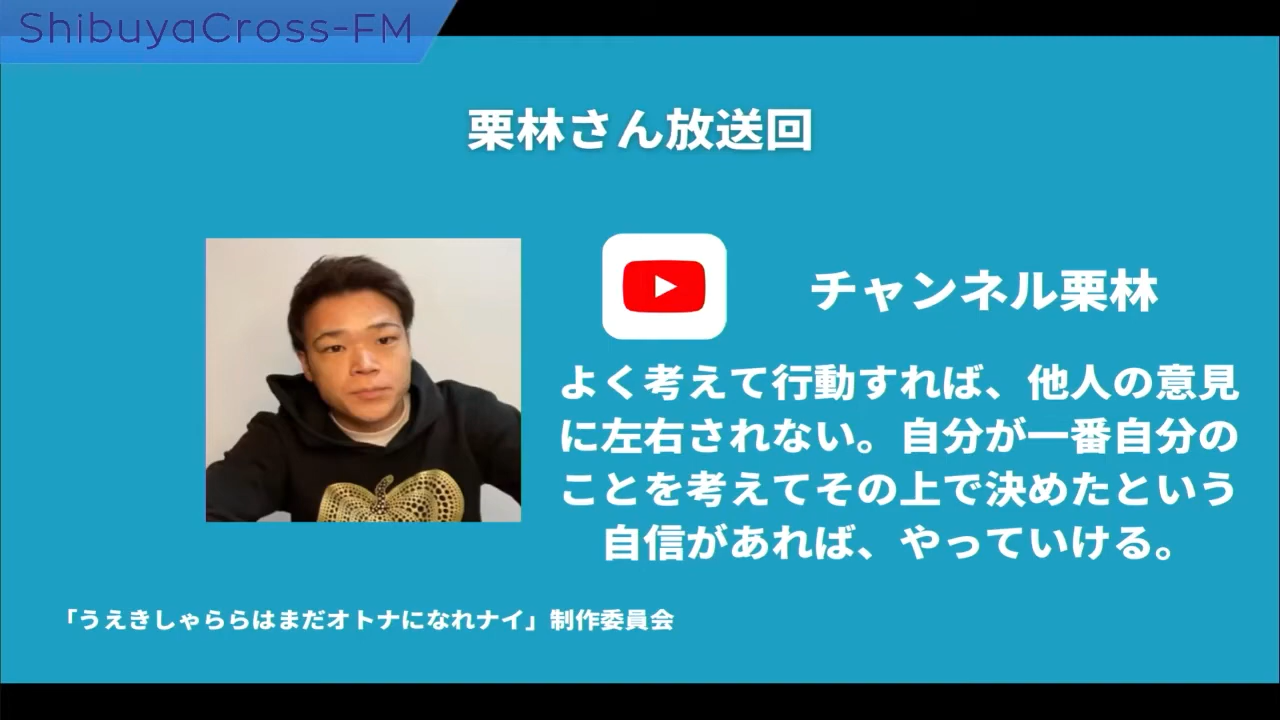 ShibuyaCross-FM
栗林さん放送回
チャンネル栗林
よく考えて行動すれば、他人の意見
に左右されない。自分が一番自分の
ことを考えてその上で決めたという
自信があれば、やっていける。
「うえきしゃららはまだオトナになれナイ」制作委員会